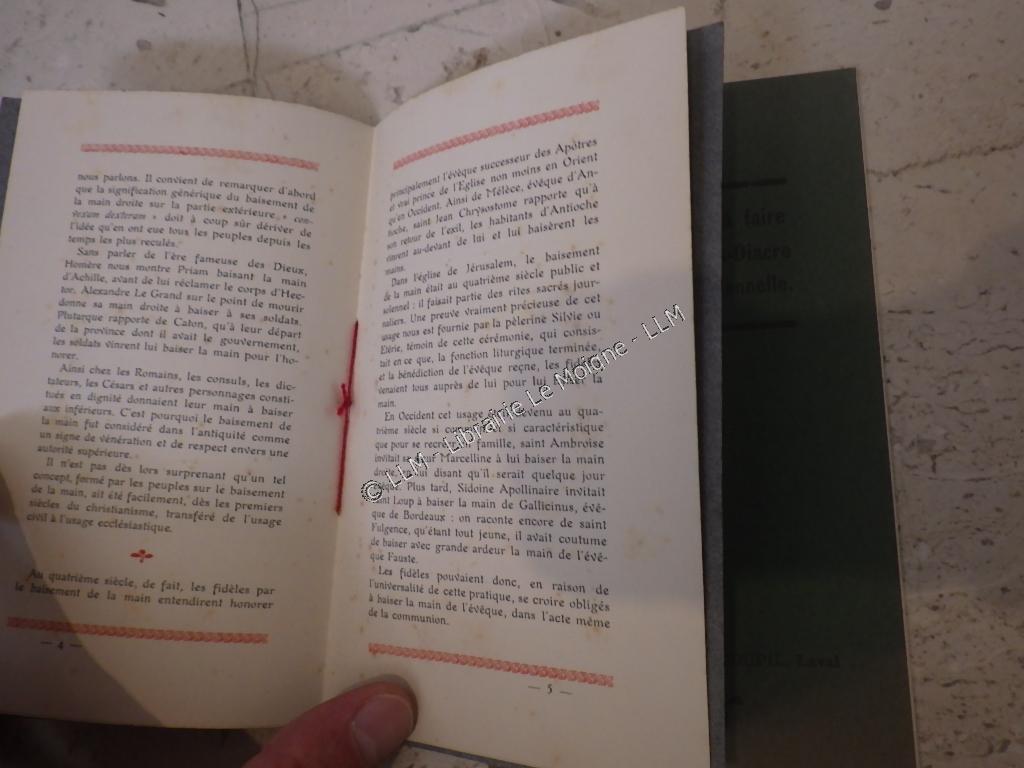 nous parlons. Il convient de remarquer d'abord
que la signification générique du baisement de
la main droite sur la partie extérieure « con-
vexam dexteram » doit à coup sûr dériver de
l'idée qu'en ont eue tous les peuples depuis les
temps les plus reculés.
Sans parler de l'ère fameuse des Dieux,
Homère nous montre Priam baisant la main
d'Achille, avant de lui réclamer le corps d'Hec-
tor. Alexandre Le Grand sur le point de mourir
donne sa main droite à baiser à ses soldats.
Plutarque rapporte de Caton, qu'à leur départ
de la province dont il avait le gouvernement,
les soldats vinrent lui baiser la main pour l'ho-
norer.
Ainsi chez les Romains, les consuls, les dic-
tateurs, les Césars et autres personnages consti-
tués en dignité donnaient leur main à baiser
aux inférieurs. C'est pourquoi le baisement de
la main fut considéré dans l'antiquité comme
un signe de vénération et de respect envers une
autorité supérieure.
Il n'est pas dès lors surprenant qu'un tel
concept, formé par les peuples sur le baisement
de la main, ait été facilement, dès les premiers
siècles du christianisme, transféré de l'usage
civil à l'usage ecclésiastique.
Au quatrième siècle, de fait, les fidèles par
le baisement de la main entendirent honorer
— 4 —
principalement l'évêque successeur des Apôtres
et vrai prince de l'Eglise non moins en Orient
qu'en Occident. Ainsi de Mélèce, évêque d'An-
tioche, saint Jean Chrysostome rapporte qu'à
son retour de l'exil, les habitants d'Antioche
vinrent au-devant de lui et lui baisèrent les
mains.
Dans l'église de Jérusalem, le baisement
de la main était au quatrième siècle public et
solennel : il faisait partie des rites sacrés jour-
naliers. Une preuve vraiment précieuse de cet
usage nous est fournie par la pèlerine Silvie ou
Etérie, témoin de cette cérémonie, qui consis-
tait en ce que, la fonction liturgique terminée,
et la bénédiction de l'évêque reçue, les fidèles
venaient tous auprès de lui pour lui baiser la
main.
En Occident cet usage devenu au qua-
trième siècle si si caractéristique
que pour se famille, saint Ambroise
invitait sa sœur Marcelline à lui baiser la main
droite, lui disant qu'il serait quelque jour
évêque. Plus tard, Sidoine Apollinaire invitait
saint Loup à baiser la main de Gallicinus, évê-
que de Bordeaux : on raconte encore de saint
Fulgence, qu'étant tout jeune, il avait coutume
de baiser avec grande ardeur la main de l'évê-
que Fauste.
Les fidèles pouvaient donc, en raison de
l'universalité de cette pratique, se croire obligés
à baiser la main de l'évêque, dans l'acte même
de la communion.
— 5 —
à faire
-Diacre
ennelle.
OUPIL, Laval
© LLM - Librairie Le Moigne - LLM